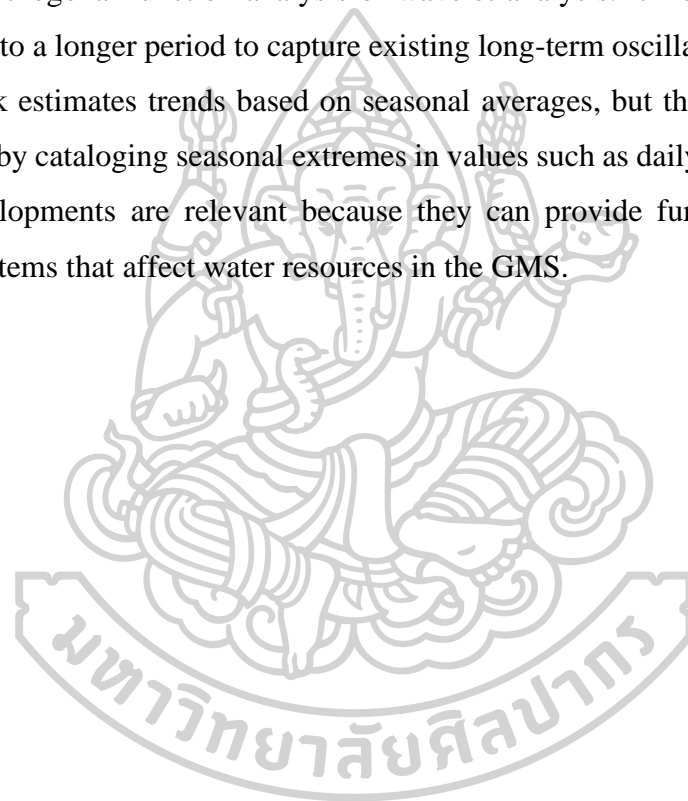 to a longer period to capture existing long-term oscilla
estimates trends based on seasonal averages, but th
by cataloging seasonal extremes in values such as daily
lopments are relevant because they can provide fur
tems that affect water resources in the GMS.
มหาวิทยาลัยศิลปากร